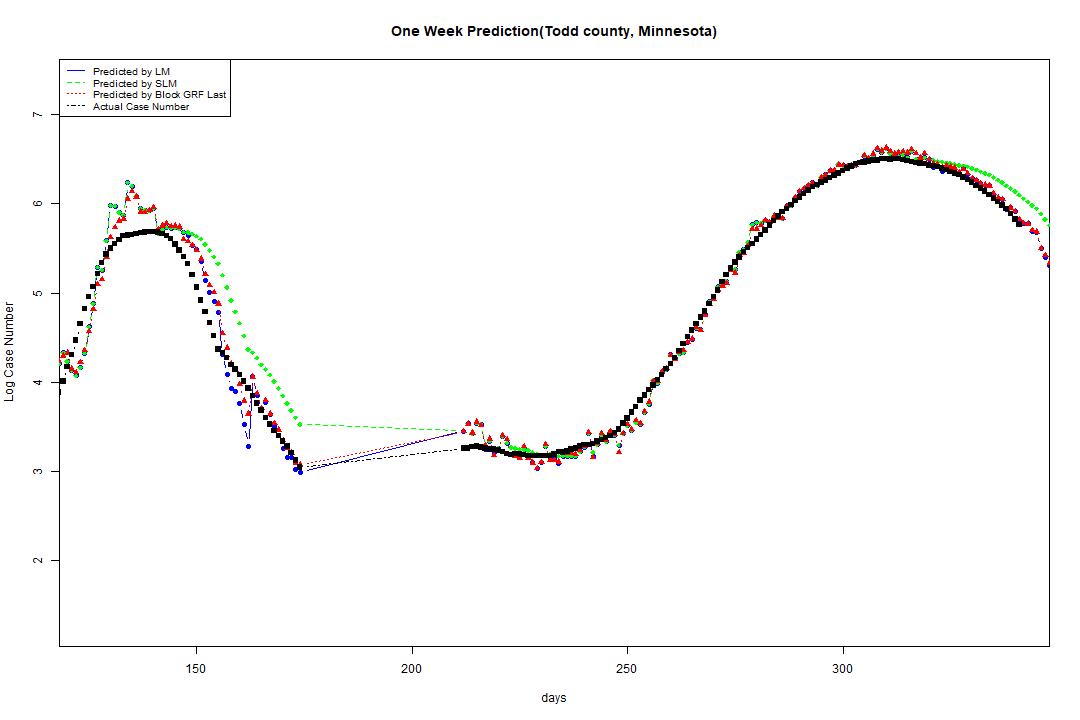 One Week Prediction(Todd county, Minnesota)
Predicted by LM
Predicted by SLM
Predicted by Block GRF Last
Actual Case Number
Log Case Number
7
6
5
4
3
2
150
200
250
300
days